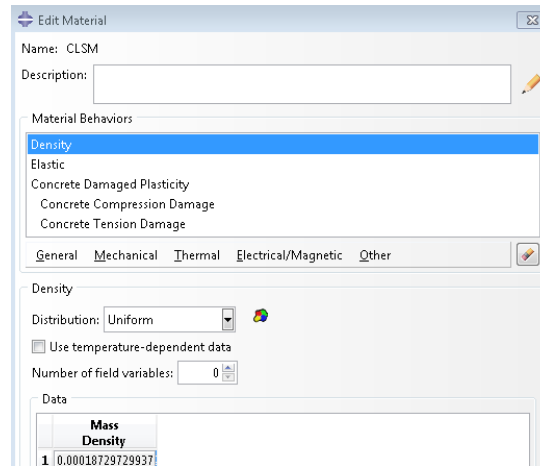 Edit Material
Name: CLSM
Description:
Material Behaviors
Density
Elastic
Concrete Damaged Plasticity
Concrete Compression Damage
Concrete Tension Damage
General Mechanical Thermal Electrical/Magnetic Other
Density
Distribution: Uniform
Use temperature-dependent data
Number of field variables: 0
Data
Mass
Density
1 0.00018729729937